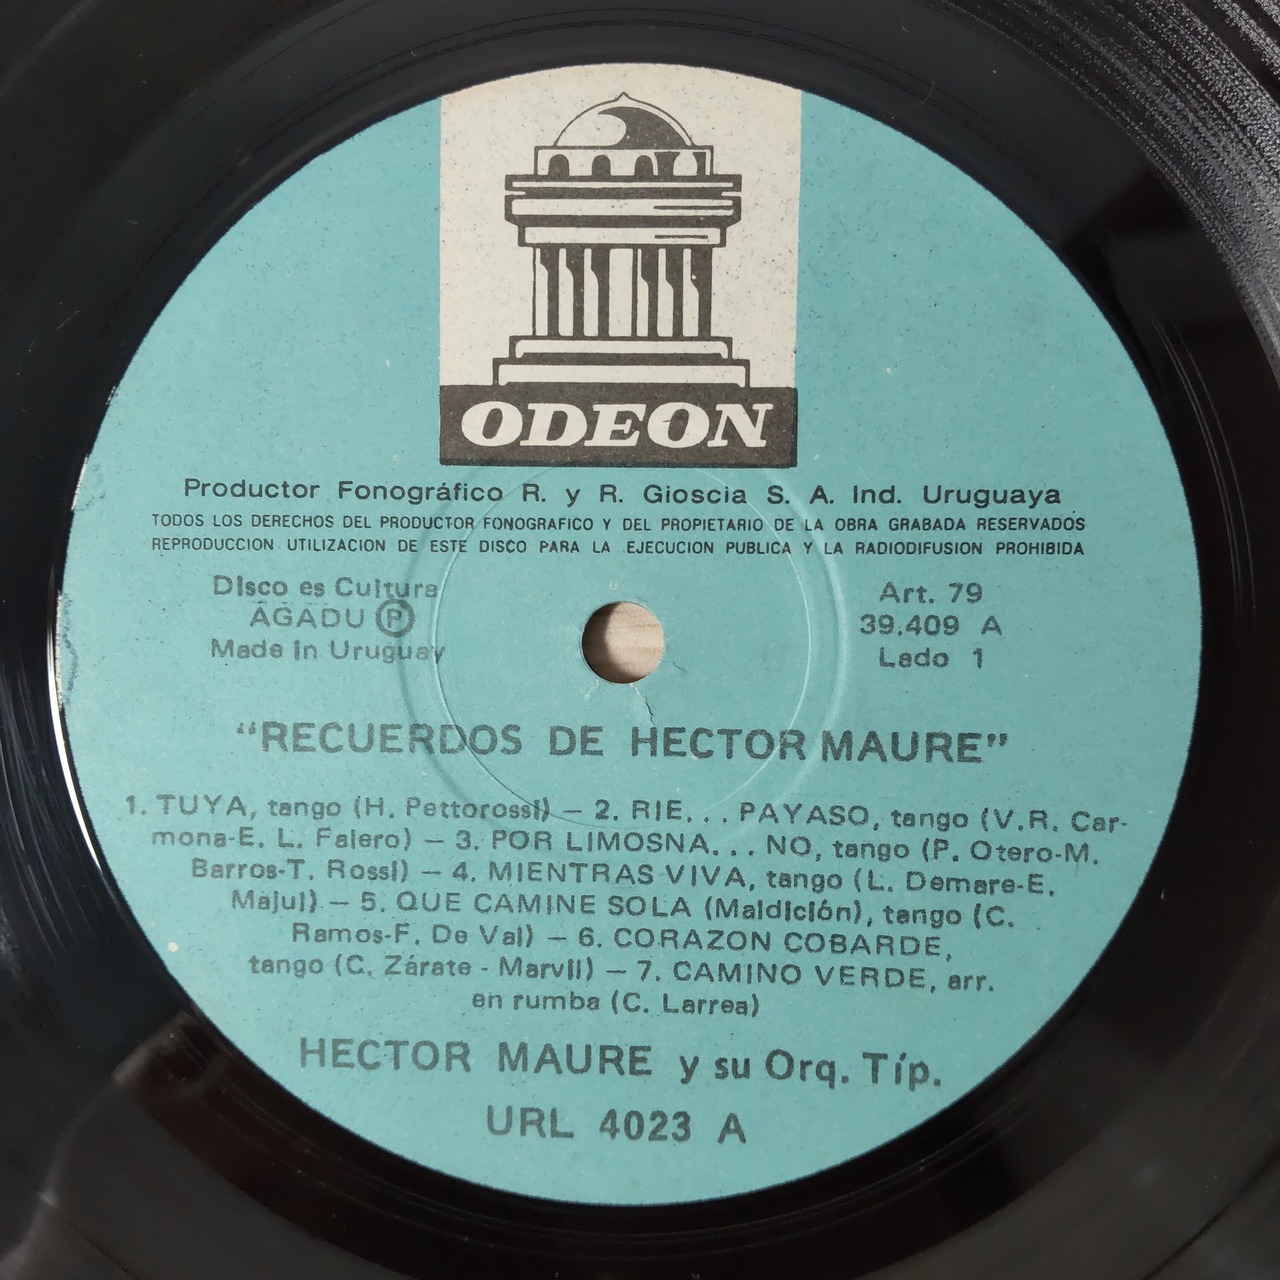 ODEON
Productor Fonográfico R. y R. Gioscia S. A. Ind. Uruguaya
TODOS LOS DERECHOS DEL PRODUCTOR FONOGRAFICO Y DEL PROPIETARIO DE LA OBRA GRABADA RESERVADOS
REPRODUCCION UTILIZACION DE ESTE DISCO PARA LA EJECUCION PUBLICA Y LA RADIODIFUSION PROHIBIDA
Disco es Cultura
AGADU Ⓟ
Made in Uruguay
Art. 79
39.409 A
Lado 1
"RECUERDOS DE HECTOR MAURE"
1. TUYA, tango (H. Pettorossi) – 2. RIE... PAYASO, tango (V.R. Car-
mona-E. L. Falero) – 3. POR LIMOSNA... NO, tango (P. Otero-M.
Barros-T. Rossi) – 4. MIENTRAS VIVA, tango (L. Demare-E.
Majul) – 5. QUE CAMINE SOLA (Maldición), tango (C.
Ramos-F. De Val) – 6. CORAZON COBARDE,
tango (C. Zárate - Marvil) – 7. CAMINO VERDE, arr.
en rumba (C. Larrea)
HECTOR MAURE y su Orq. Típ.
URL 4023 A